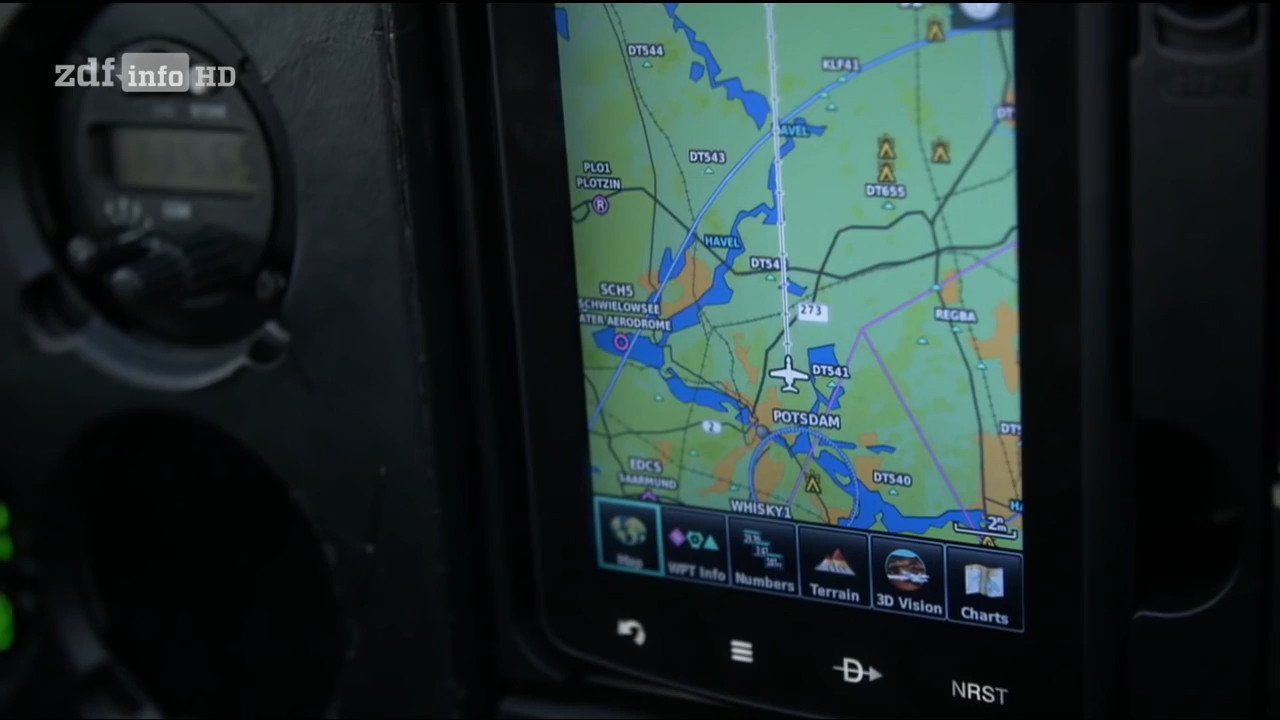 zdf info HD
DT544
KLF41
HAVEL
DT543
PLO1
PLOTZIN
R
DT655
HAVEL
DT54
SCH5
SCHWIELOWSEE
ATER AERODROME
273
REGBA
DT541
POTSDAM
2
EDCS
SAARMUND
DT540
WHISKY1
2
Map
WPT Info
Numbers
Terrain
3D Vision
Charts
D
NRST